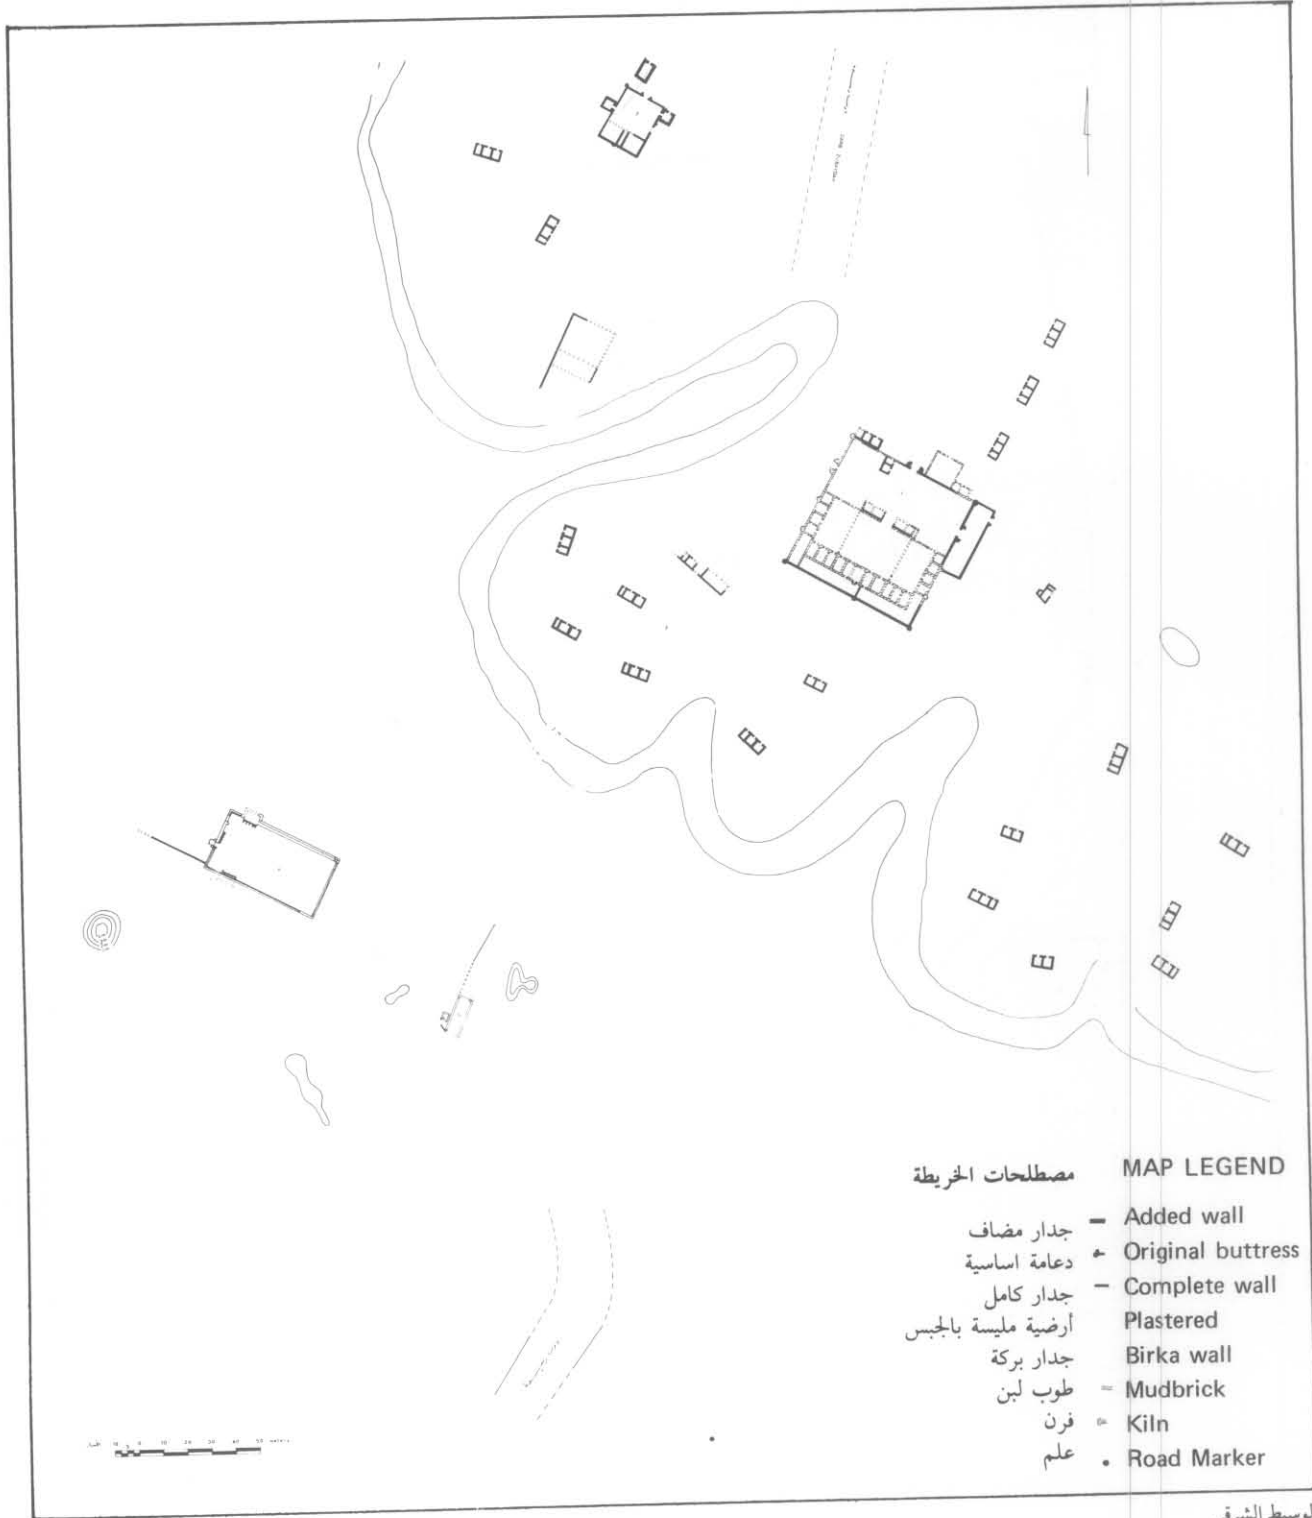 مصطلحات الخريطة MAP LEGEND
جدار مضاف Added wall
دعامة اساسية Original buttress
جدار كامل Complete wall
أرضية مليسة بالجبس Plastered
جدار بركة Birka wall
طوب لبن Mudbrick
فرن Kiln
علم Road Marker